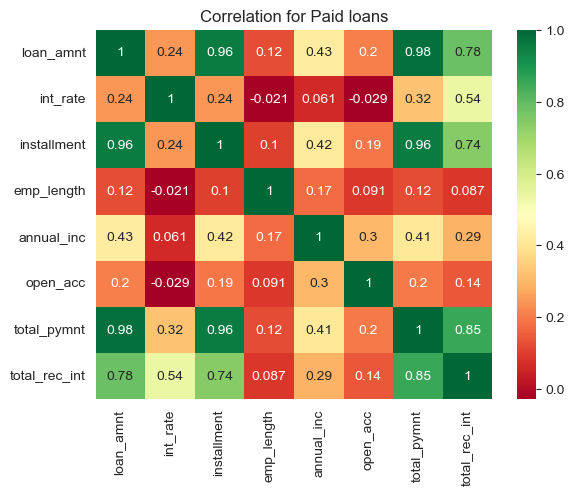 Correlation for Paid loans
loan_amnt 1 0.24 0.96 0.12 0.43 0.2 0.98 0.78
int_rate 0.24 1 0.24 -0.021 0.061 -0.029 0.32 0.54
installment 0.96 0.24 1 0.1 0.42 0.19 0.96 0.74
emp_length 0.12 -0.021 0.1 1 0.17 0.091 0.12 0.087
annual_inc 0.43 0.061 0.42 0.17 1 0.3 0.41 0.29
open_acc 0.2 -0.029 0.19 0.091 0.3 1 0.2 0.14
total_pymnt 0.98 0.32 0.96 0.12 0.41 0.2 1 0.85
total_rec_int 0.78 0.54 0.74 0.087 0.29 0.14 0.85 1
loan_amnt int_rate installment emp_length annual_inc open_acc total_pymnt total_rec_int
1.0
0.8
0.6
0.4
0.2
0.0